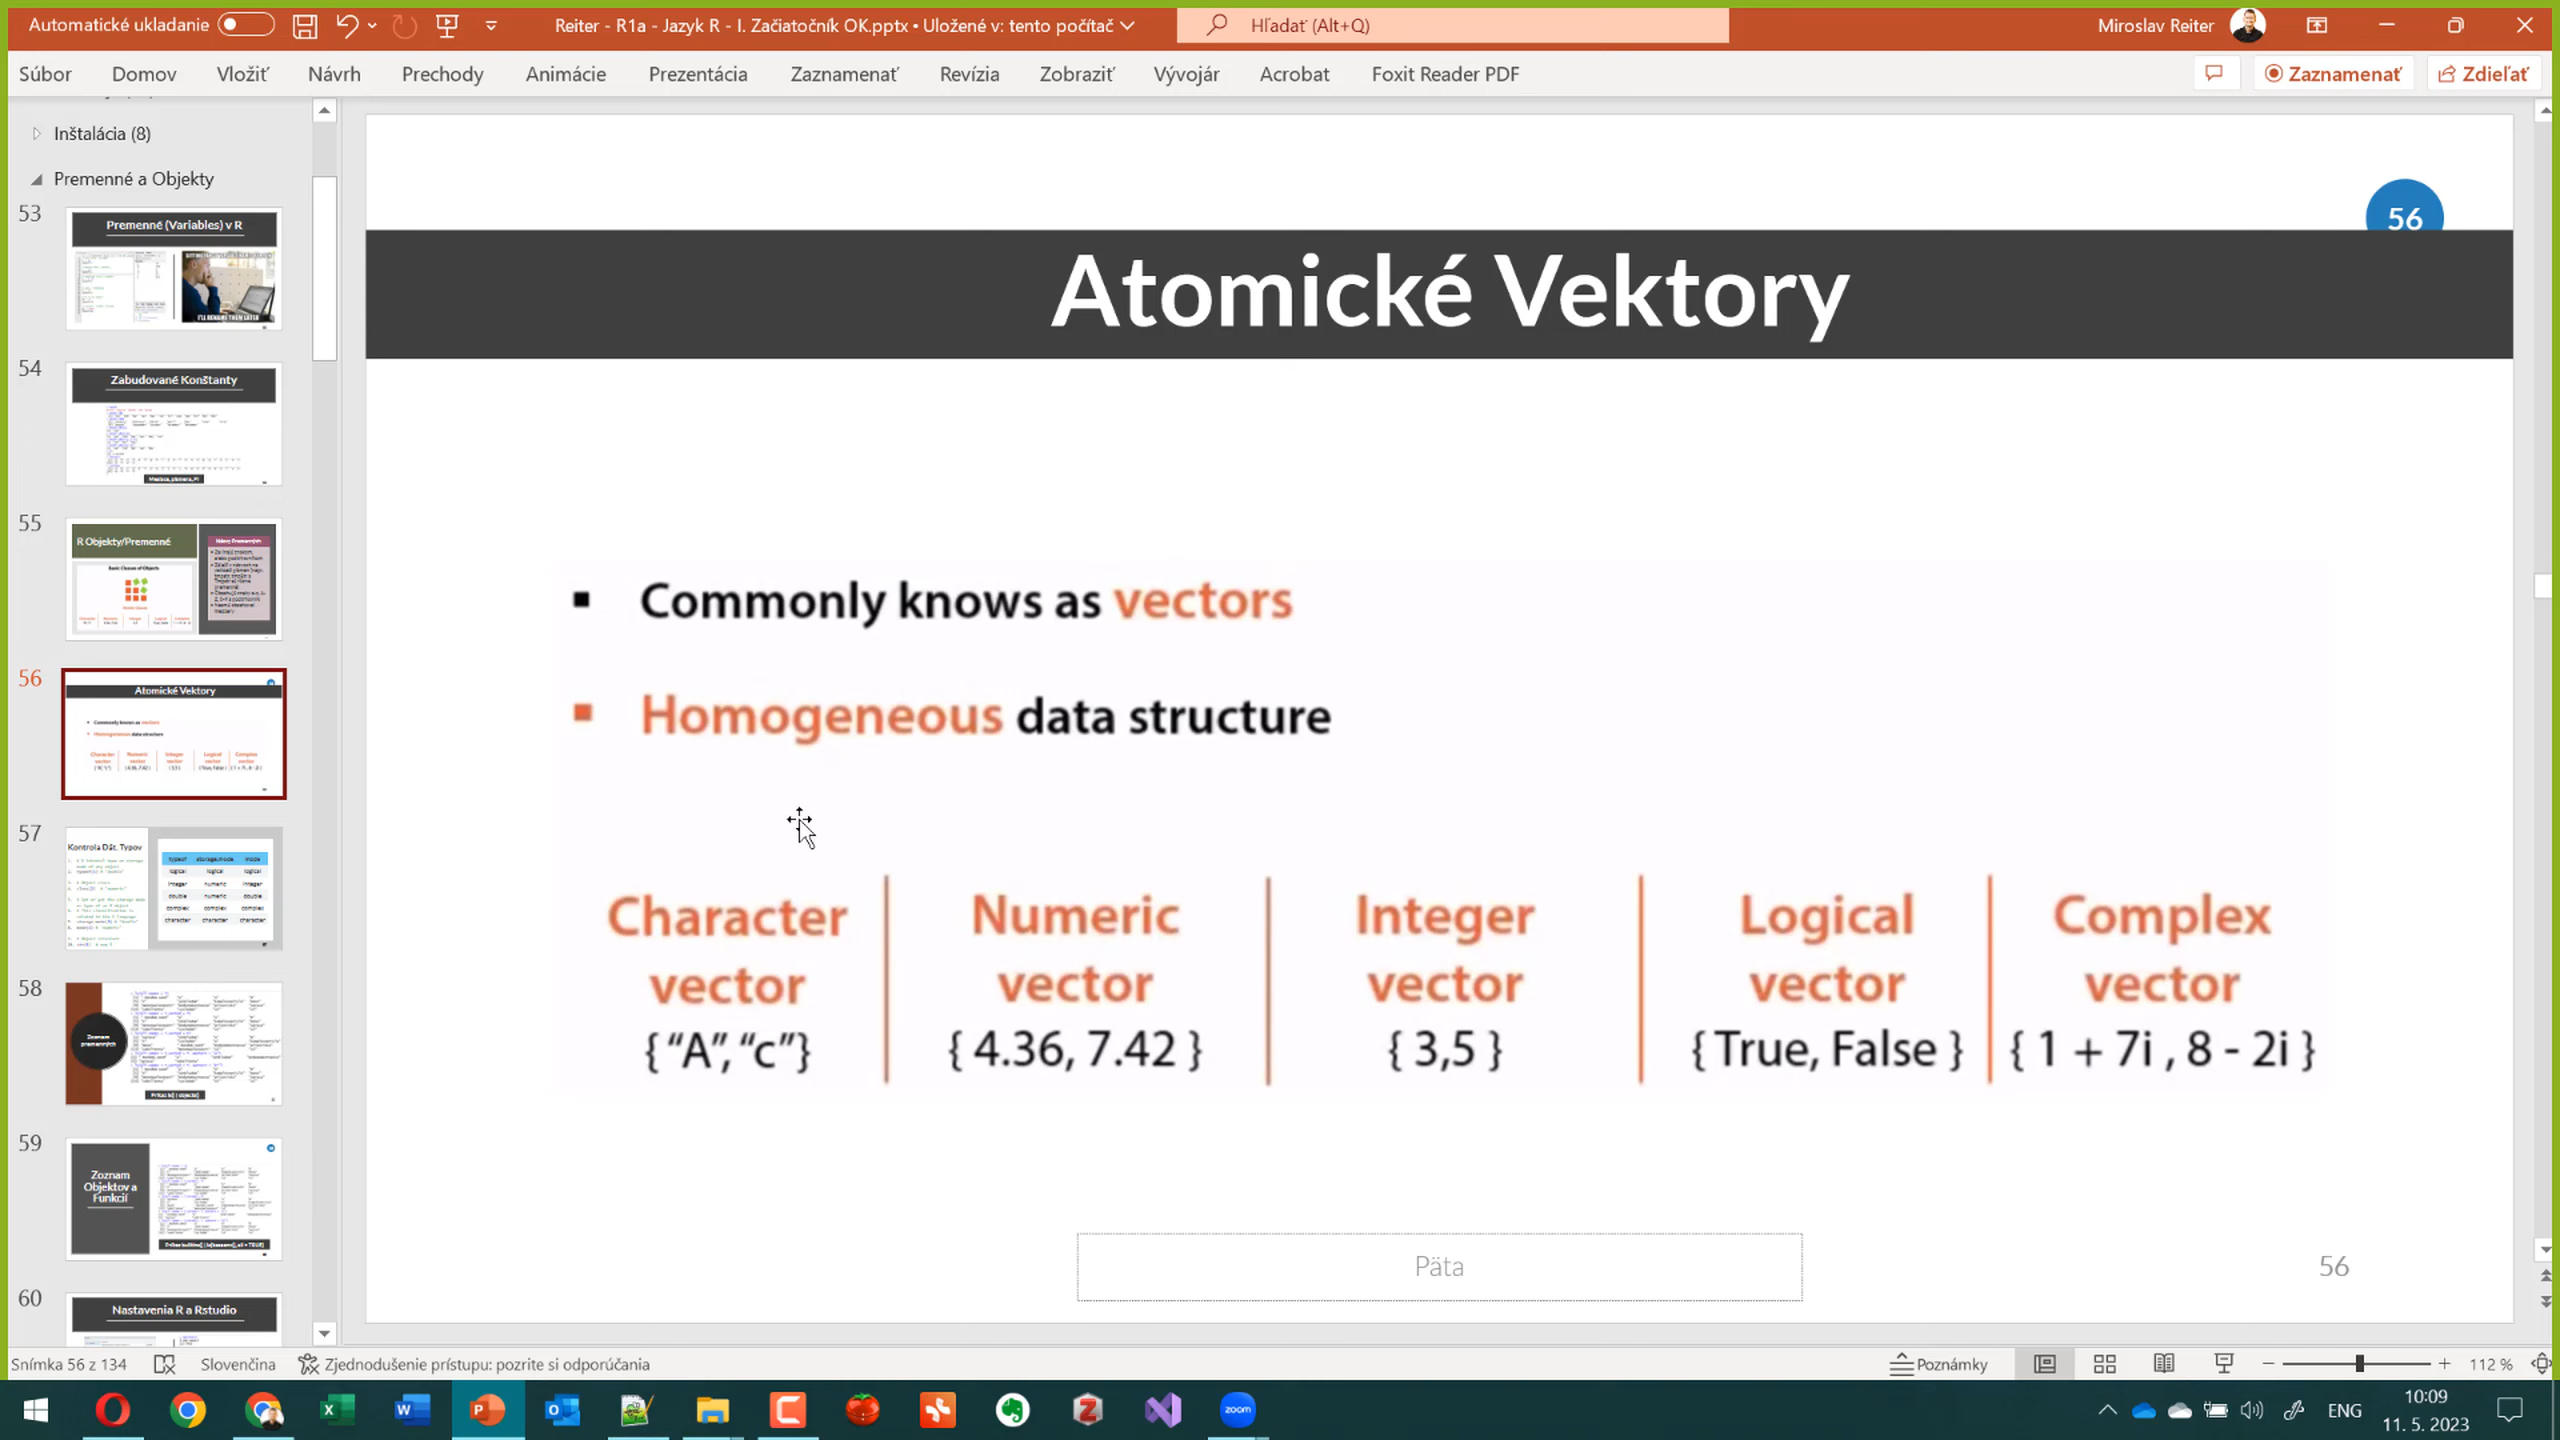 Automatické ukladanie
Reiter - R1a - Jazyk R - I. Začiatočník OK.pptx • Uložené v: tento počítač
Hľadať (Alt+Q)
Miroslav Reiter
Súbor Domov Vložiť Návrh Prechody Animácie Prezentácia Zaznamenať Revízia Zobraziť Vývojár Acrobat Foxit Reader PDF
Zaznamenať
Zdieľať
Inštalácia (8)
Premenné a Objekty
53
Premenné (Variables) v R
54
Zabudované Konštanty
55
R Objekty/Premenné
56
Atomické Vektory
57
Kontrola Dát. Typov
58
Zoznam
premenných
59
Zoznam
Objektov a
Funkcií
60
Nastavenia R a Rstudio
56
Atomické Vektory
▪ Commonly knows as vectors
▪ Homogeneous data structure
Character
vector
{ “A”, “c”}
Numeric
vector
{ 4.36, 7.42 }
Integer
vector
{ 3,5 }
Logical
vector
{ True, False }
Complex
vector
{ 1 + 7i , 8 - 2i }
Päta
56
Snímka 56 z 134
Slovenčina
Zjednodušenie prístupu: pozrite si odporúčania
Poznámky
112 %
zoom
ENG
10:09
11. 5. 2023